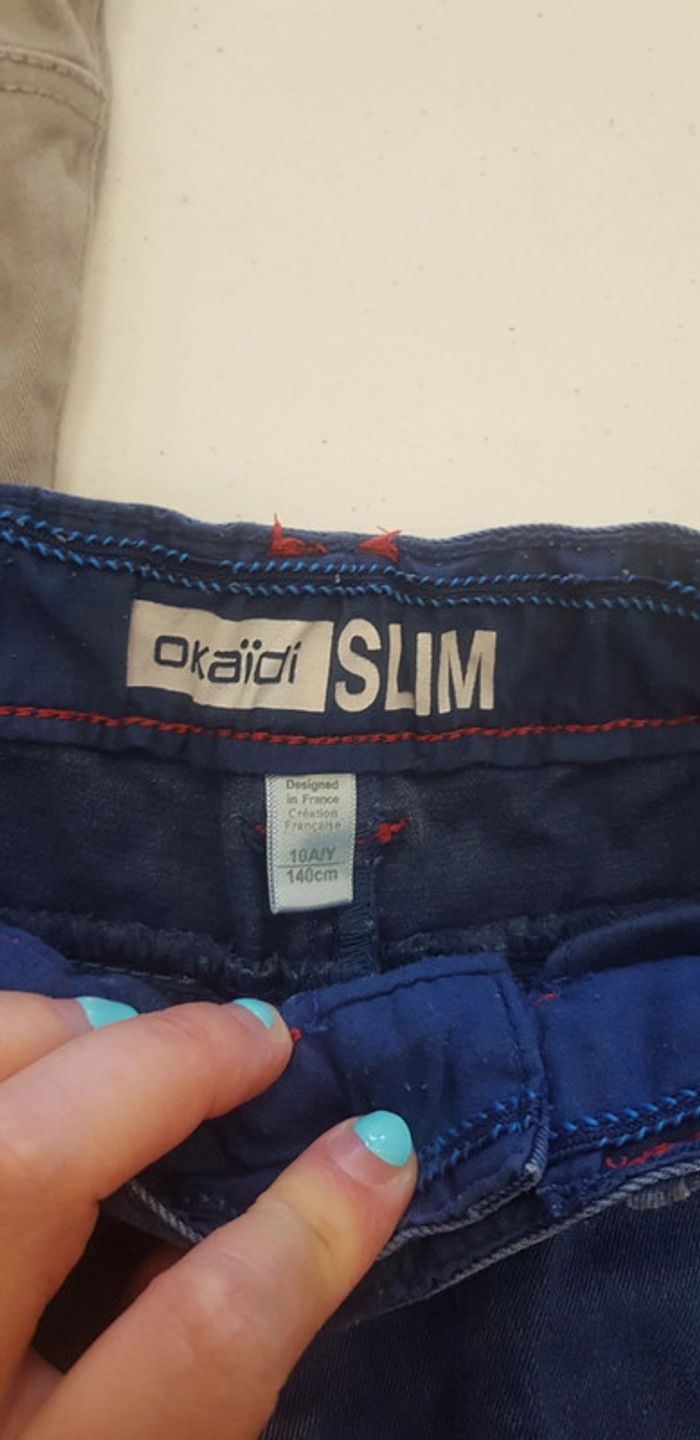 okaïdi SLIM
Designed
in France
Création
Française
10A/Y
140cm